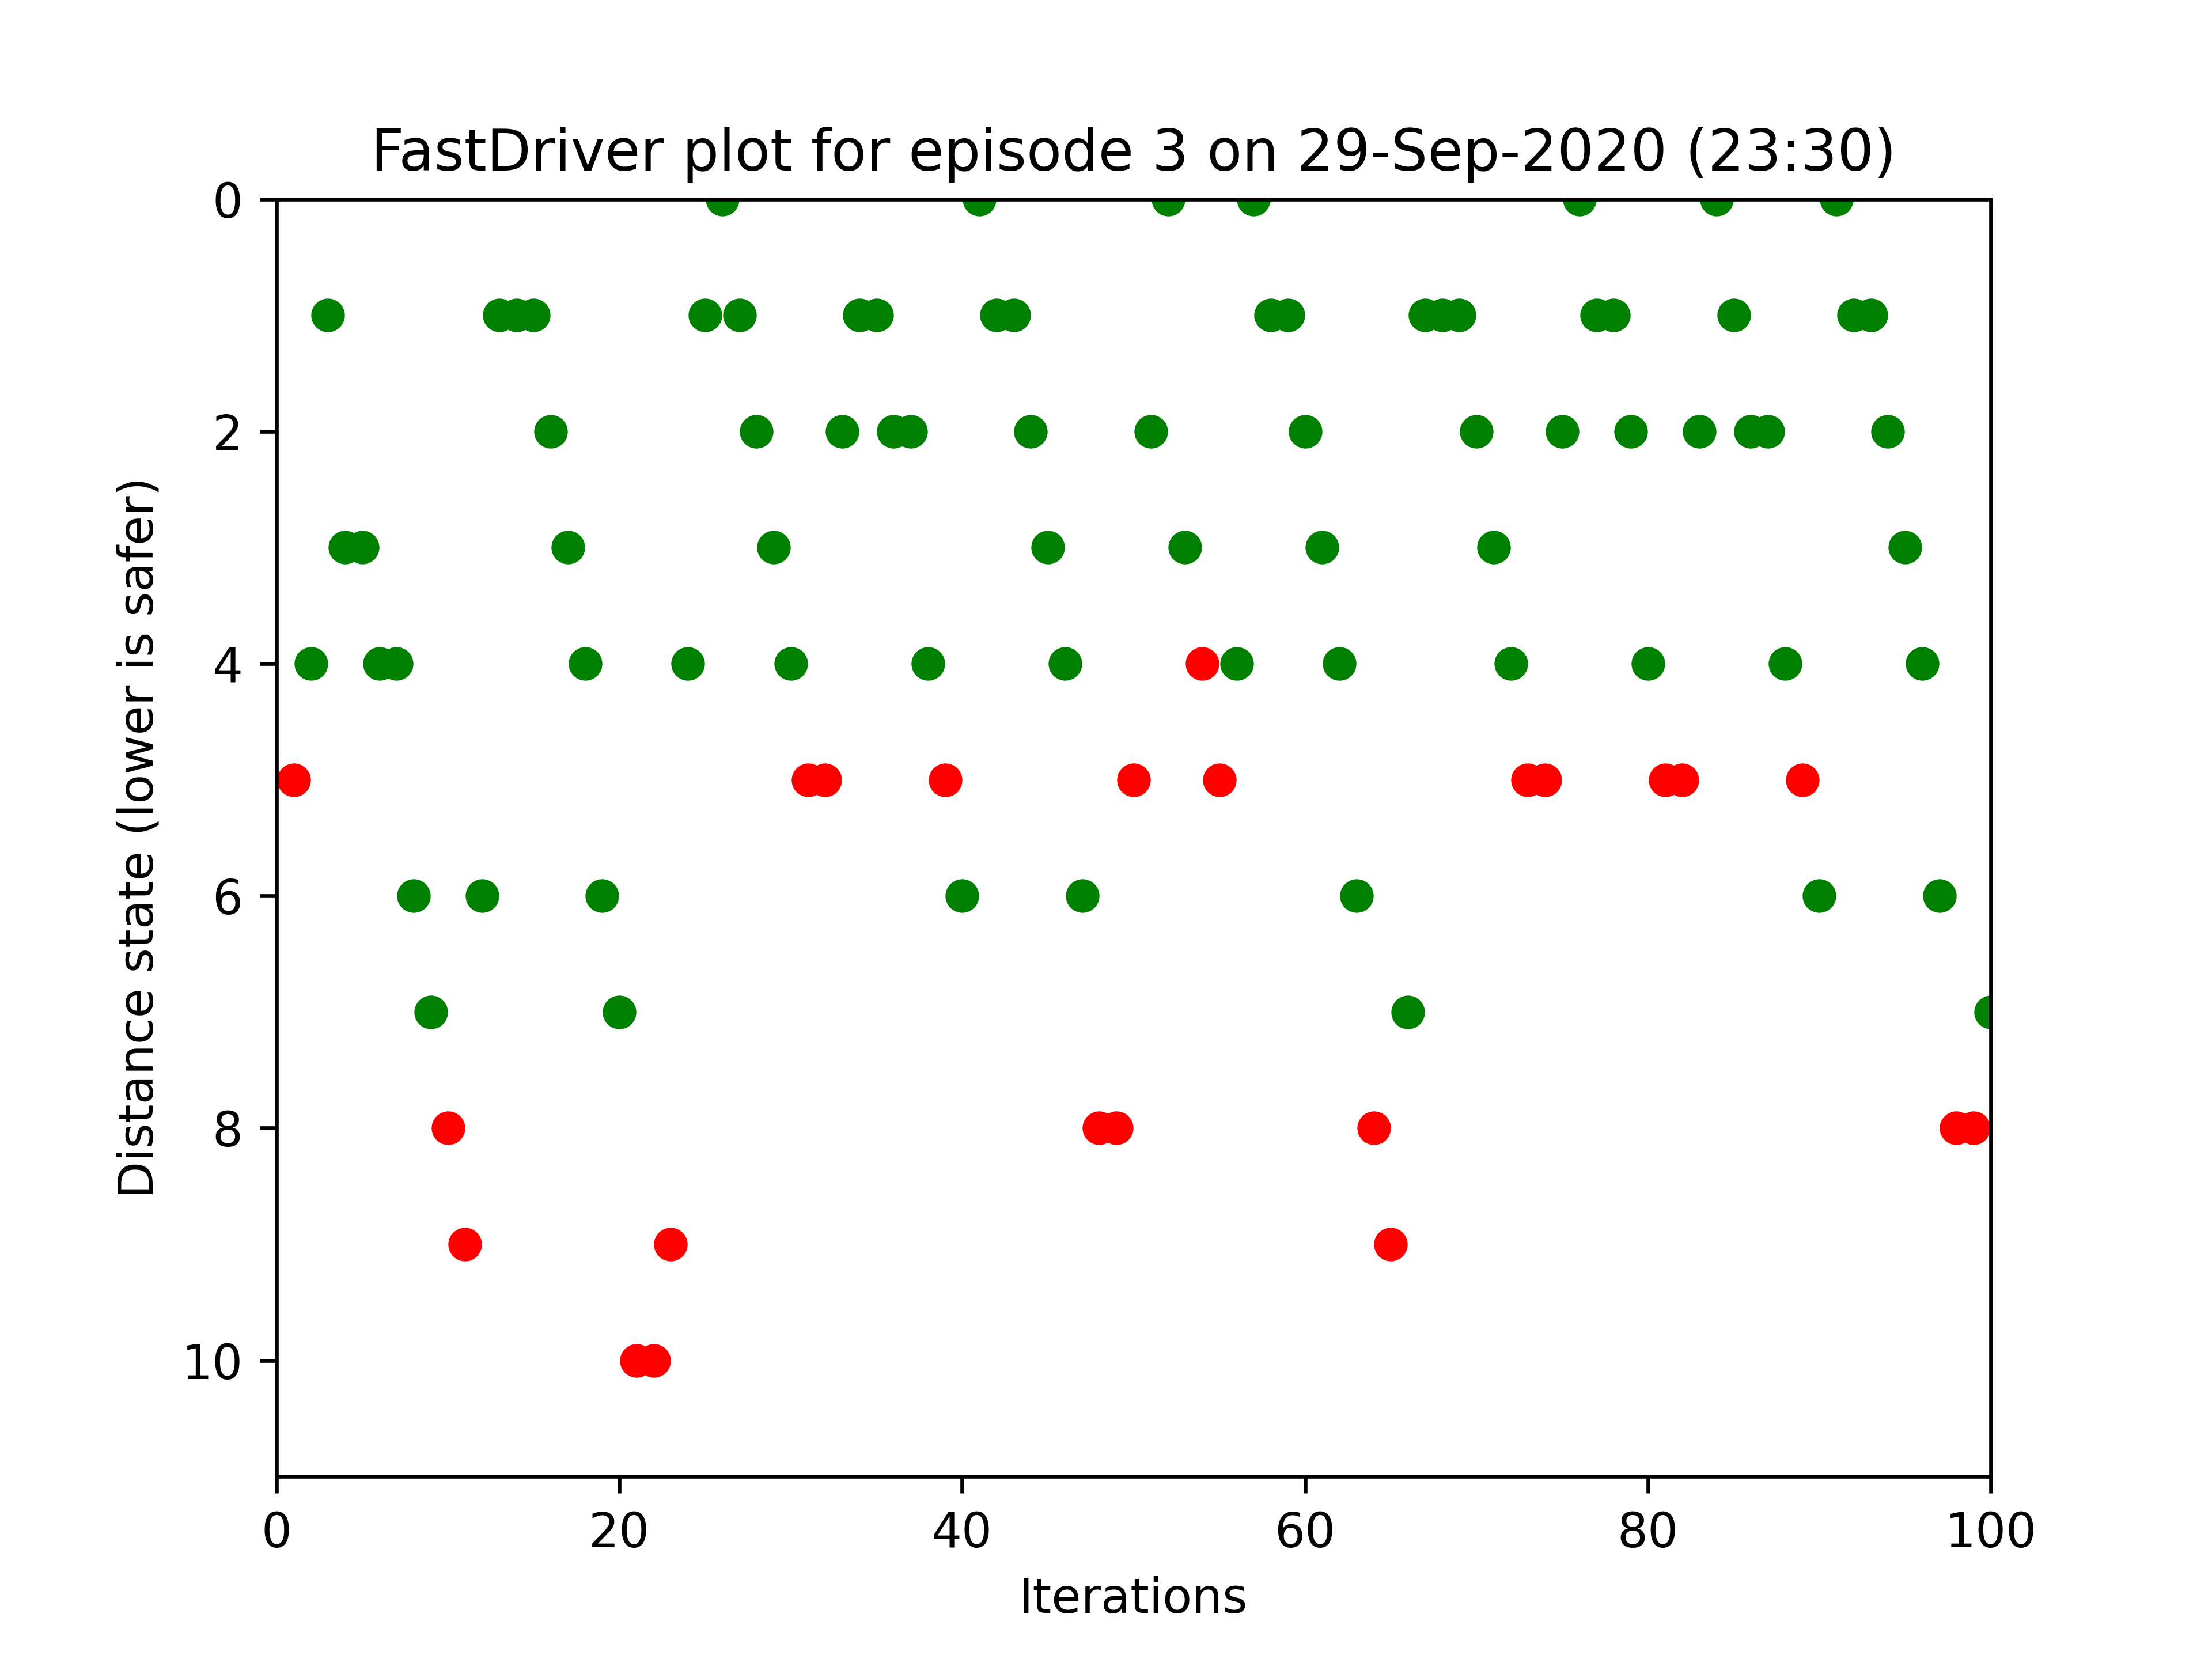 FastDriver plot for episode 3 on 29-Sep-2020 (23:30)
0
2
4
6
8
10
Distance state (lower is safer)
0 20 40 60 80 100
Iterations